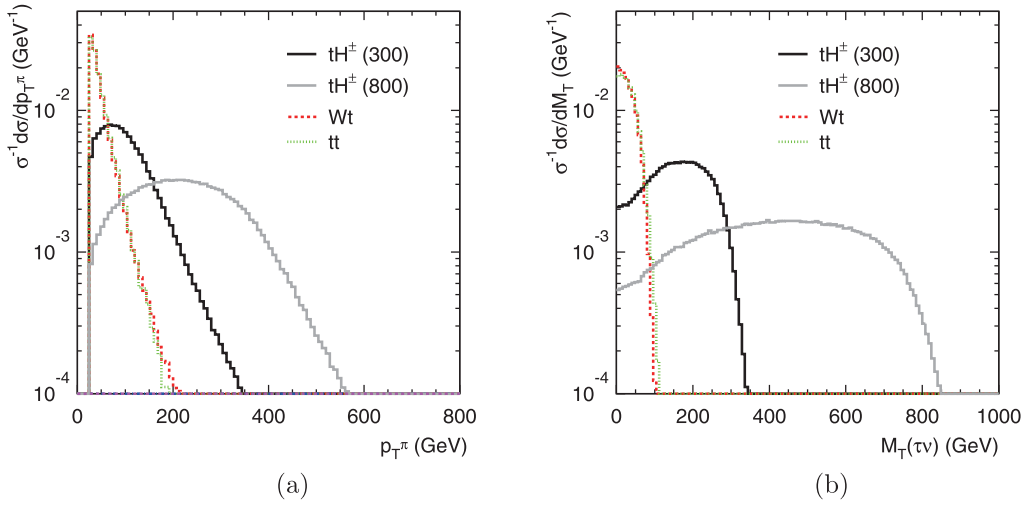 σ⁻¹dσ/dp_T^π (GeV⁻¹)
10⁻²
10⁻³
10⁻⁴
tH± (300)
tH± (800)
Wt
tt
0 200 400 600 800
p_T^π (GeV)
(a)
σ⁻¹dσ/dM_T (GeV⁻¹)
10⁻²
10⁻³
10⁻⁴
tH± (300)
tH± (800)
Wt
tt
0 200 400 600 800 1000
M_T(τν) (GeV)
(b)